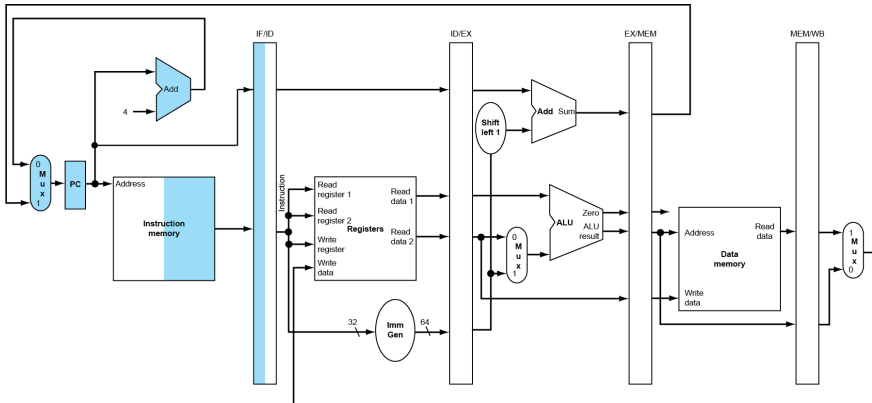 IF/ID
ID/EX
EX/MEM
MEM/WB
Add
4
Add Sum
Shift
left 1
0
M
u
x
1
PC
Address
Instruction
memory
Instruction
Read
register 1
Read
register 2
Write
register
Write
data
Registers
Read
data 1
Read
data 2
0
M
u
x
1
Zero
ALU
ALU
result
Address
Read
data
Data
memory
Write
data
1
M
u
x
0
32
Imm
Gen
64